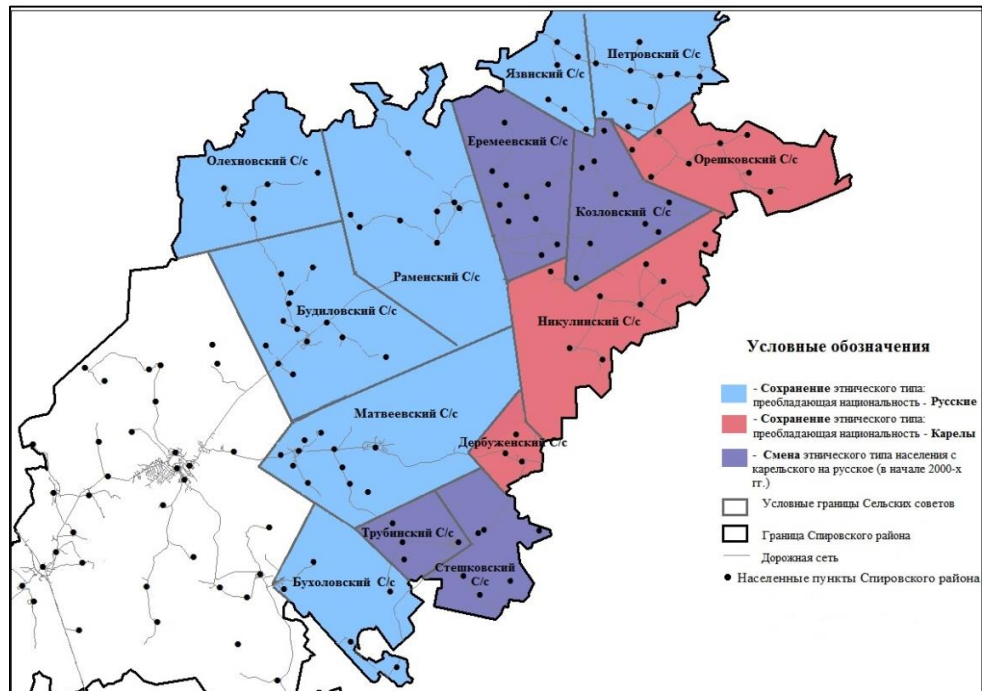 Язвиский С/с
Петровский С/с
Еремеевский С/с
Олехновский С/с
Орешковский С/с
Козловский С/с
Раменский С/с
Будиловский С/с
Никулинский С/с
Матвеевский С/с
Дербуженский С/с
Трубинский С/с
Стешковский
С/с
Бухоловский С/с
Условные обозначения
- Сохранение этнического типа:
преобладающая национальность - Русские
- Сохранение этнического типа:
преобладающая национальность - Карелы
- Смена этнического типа населения с
карельского на русское (в начале 2000-х
гг.)
Условные границы Сельских советов
Граница Спировского района
Дорожная сеть
Населенные пункты Спировского района